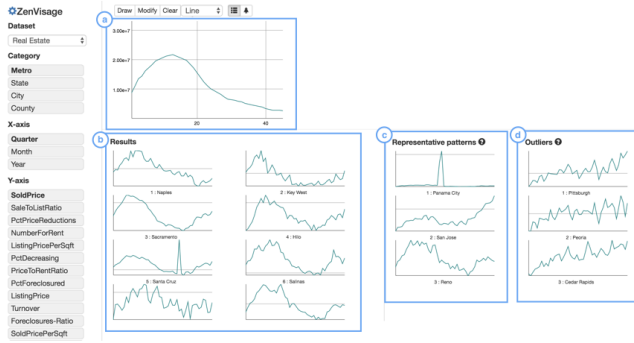 ZenVisage
Dataset
Real Estate
Category
Metro
State
City
County
X-axis
Quarter
Month
Year
Y-axis
SoldPrice
SaleToListRatio
PctPriceReductions
NumberForRent
ListingPricePerSqft
PctDecreasing
PriceToRentRatio
PctForeclosured
ListingPrice
Turnover
Foreclosures-Ratio
SoldPricePerSqft
Draw Modify Clear Line
a
3.00e+7
2.00e+7
1.00e+7
20 40
b
Results
1 : Naples 2 : Key West
3 : Sacramento 4 : Hilo
5 : Santa Cruz 6 : Salinas
c
Representative patterns ?
1 : Panama City
2 : San Jose
3 : Reno
d
Outliers ?
1 : Pittsburgh
2 : Peoria
3 : Cedar Rapids